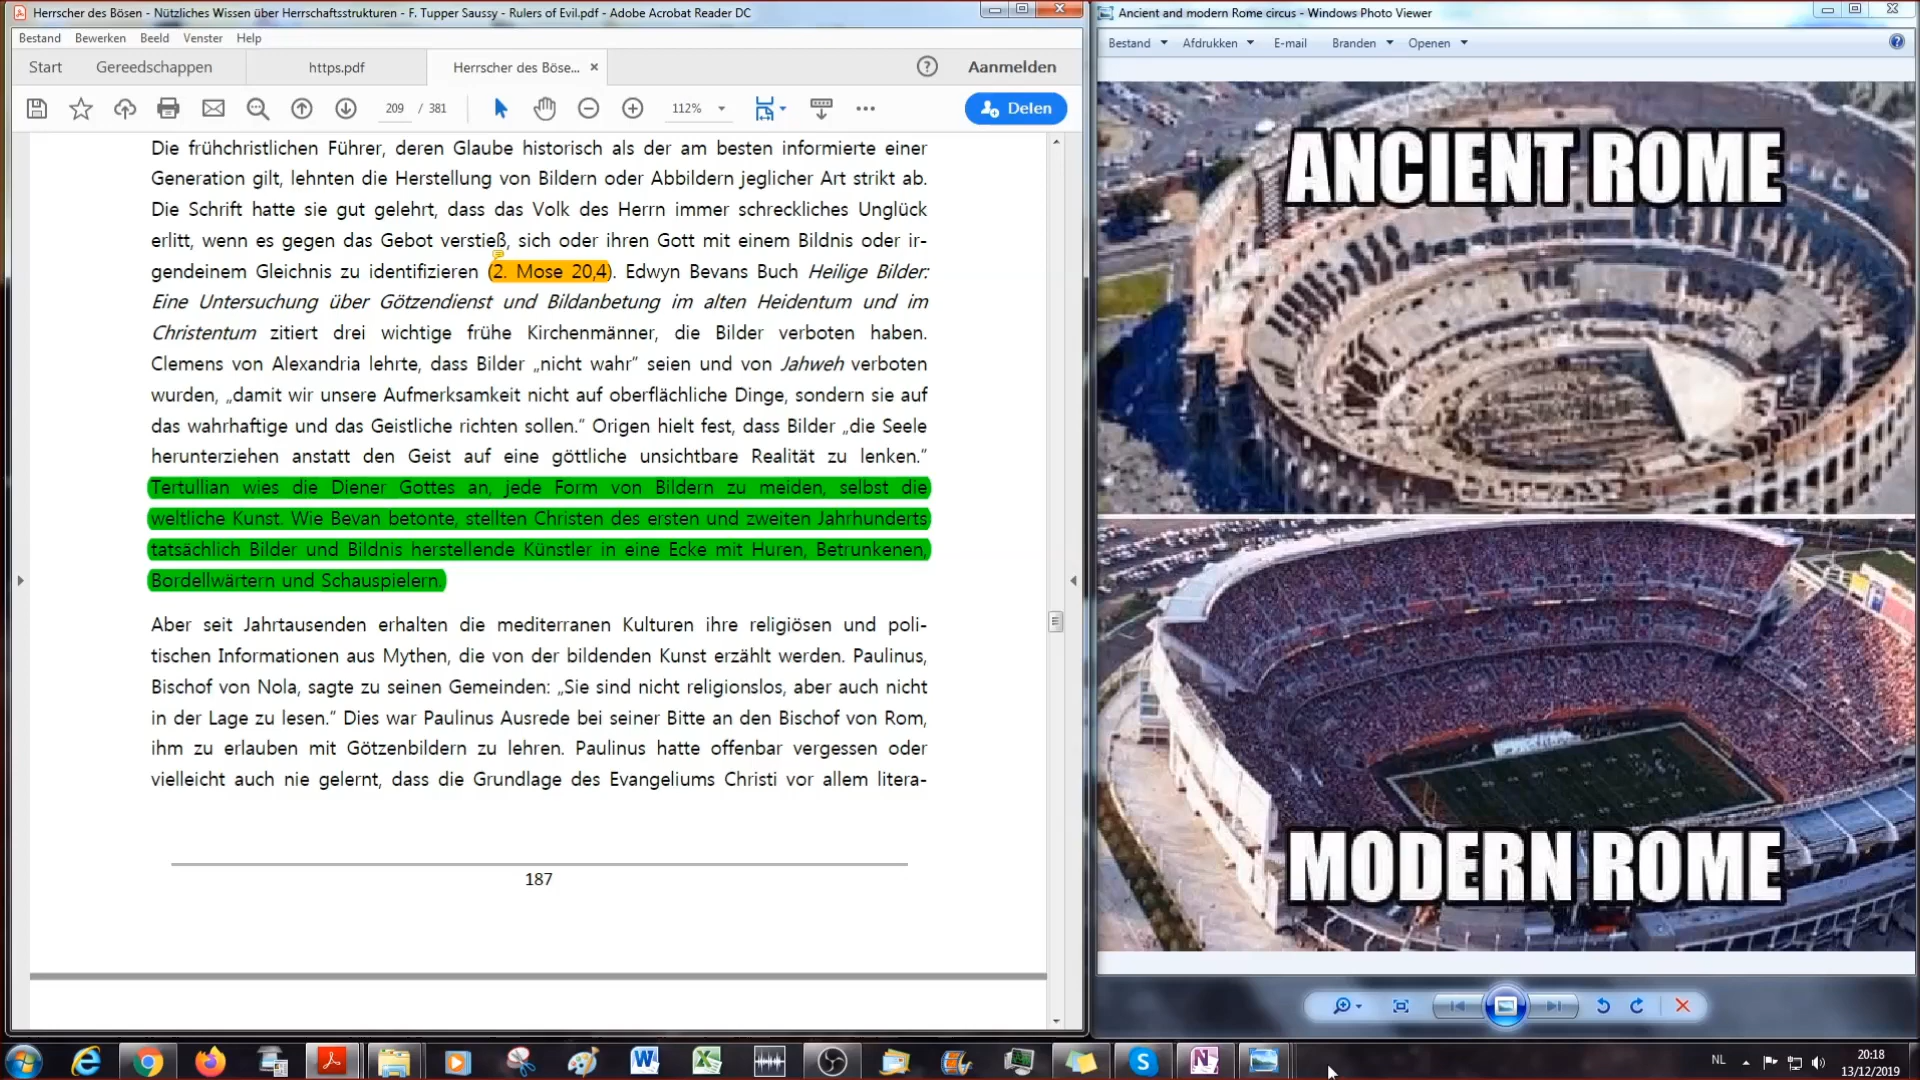 Herrscher des Bösen - Nützliches Wissen über Herrschaftsstrukturen - F. Tupper Saussy - Rulers of Evil.pdf - Adobe Acrobat Reader DC
Bestand Bewerken Beeld Venster Help
Start Gereedschappen https.pdf Herrscher des Böse... × Aanmelden
209 / 381 112% Delen
Die frühchristlichen Führer, deren Glaube historisch als der am besten informierte einer
Generation gilt, lehnten die Herstellung von Bildern oder Abbildern jeglicher Art strikt ab.
Die Schrift hatte sie gut gelehrt, dass das Volk des Herrn immer schreckliches Unglück
erlitt, wenn es gegen das Gebot verstieß, sich oder ihren Gott mit einem Bildnis oder ir-
gendeinem Gleichnis zu identifizieren (2. Mose 20,4). Edwyn Bevans Buch Heilige Bilder:
Eine Untersuchung über Götzendienst und Bildanbetung im alten Heidentum und im
Christentum zitiert drei wichtige frühe Kirchenmänner, die Bilder verboten haben.
Clemens von Alexandria lehrte, dass Bilder „nicht wahr“ seien und von Jahweh verboten
wurden, „damit wir unsere Aufmerksamkeit nicht auf oberflächliche Dinge, sondern sie auf
das wahrhaftige und das Geistliche richten sollen.“ Origen hielt fest, dass Bilder „die Seele
herunterziehen anstatt den Geist auf eine göttliche unsichtbare Realität zu lenken.“
Tertullian wies die Diener Gottes an, jede Form von Bildern zu meiden, selbst die
weltliche Kunst. Wie Bevan betonte, stellten Christen des ersten und zweiten Jahrhunderts
tatsächlich Bilder und Bildnis herstellende Künstler in eine Ecke mit Huren, Betrunkenen,
Bordellwärtern und Schauspielern.
Aber seit Jahrtausenden erhalten die mediterranen Kulturen ihre religiösen und poli-
tischen Informationen aus Mythen, die von der bildenden Kunst erzählt werden. Paulinus,
Bischof von Nola, sagte zu seinen Gemeinden: „Sie sind nicht religionslos, aber auch nicht
in der Lage zu lesen.“ Dies war Paulinus Ausrede bei seiner Bitte an den Bischof von Rom,
ihm zu erlauben mit Götzenbildern zu lehren. Paulinus hatte offenbar vergessen oder
vielleicht auch nie gelernt, dass die Grundlage des Evangeliums Christi vor allem litera-
187
Ancient and modern Rome circus - Windows Photo Viewer
Bestand Afdrukken E-mail Branden Openen
ANCIENT ROME
MODERN ROME
NL 20:18
13/12/2019